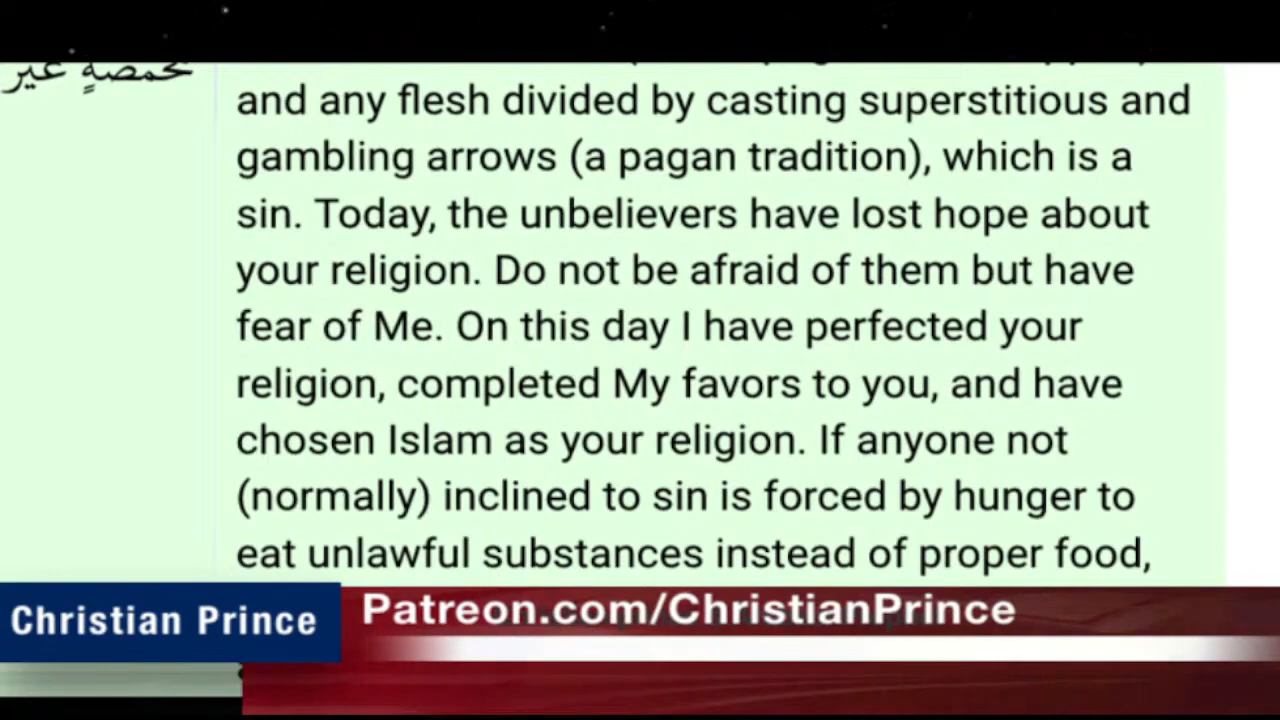 مخمصةٍ غير
and any flesh divided by casting superstitious and
gambling arrows (a pagan tradition), which is a
sin. Today, the unbelievers have lost hope about
your religion. Do not be afraid of them but have
fear of Me. On this day I have perfected your
religion, completed My favors to you, and have
chosen Islam as your religion. If anyone not
(normally) inclined to sin is forced by hunger to
eat unlawful substances instead of proper food,
Christian Prince
Patreon.com/ChristianPrince